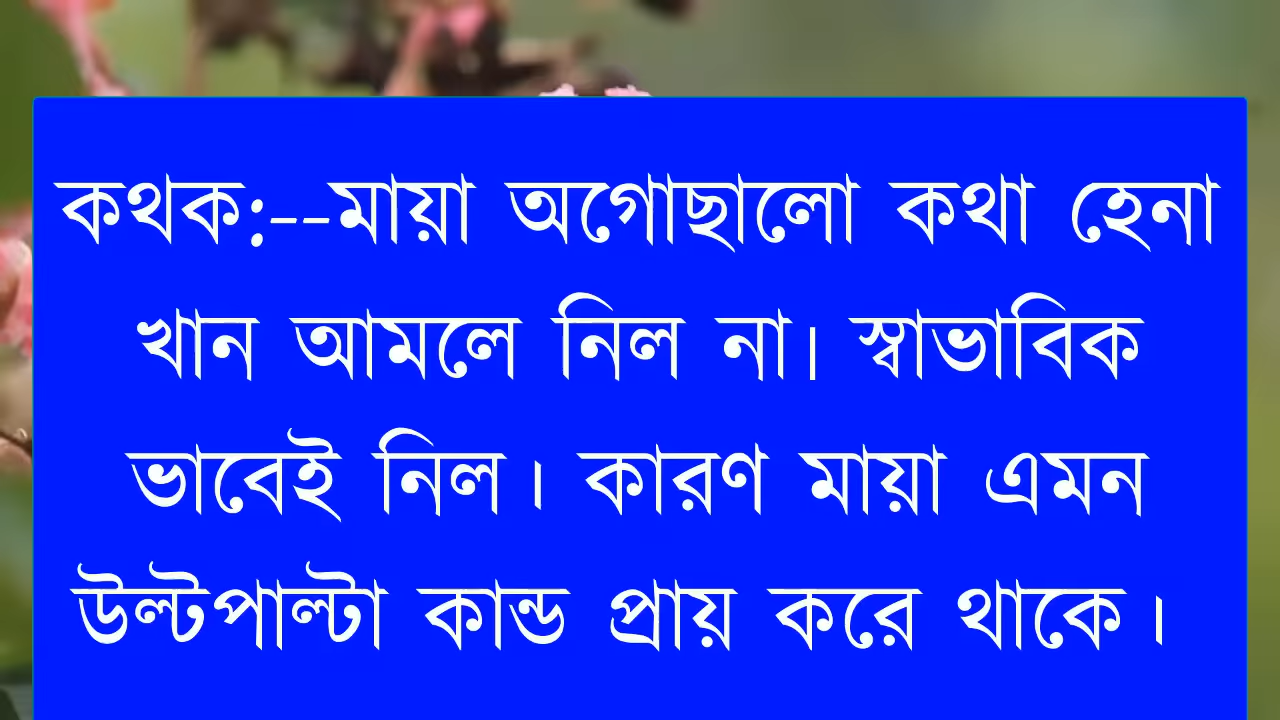 কথক:--মায়া অগোছালো কথা হেনা
খান আমলে নিল না। স্বাভাবিক
ভাবেই নিল। কারণ মায়া এমন
উল্টপাল্টা কান্ড প্রায় করে থাকে।